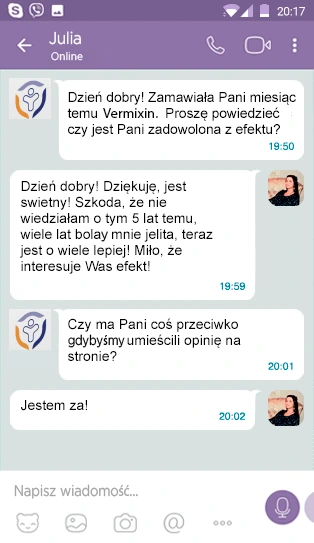 20:17
Julia
Online
Dzień dobry! Zamawiała Pani miesiąc
temu Vermixin. Proszę powiedzieć
czy jest Pani zadowolona z efektu?
19:50
Dzień dobry! Dziękuję, jest
swietny! Szkoda, że nie
wiedziałam o tym 5 lat temu,
wiele lat bolay mnie jelita, teraz
jest o wiele lepiej! Miło, że
interesuje Was efekt!
19:59
Czy ma Pani coś przeciwko
gdybyśmy umieścili opinię na
stronie?
20:01
Jestem za!
20:02
Napisz wiadomość...